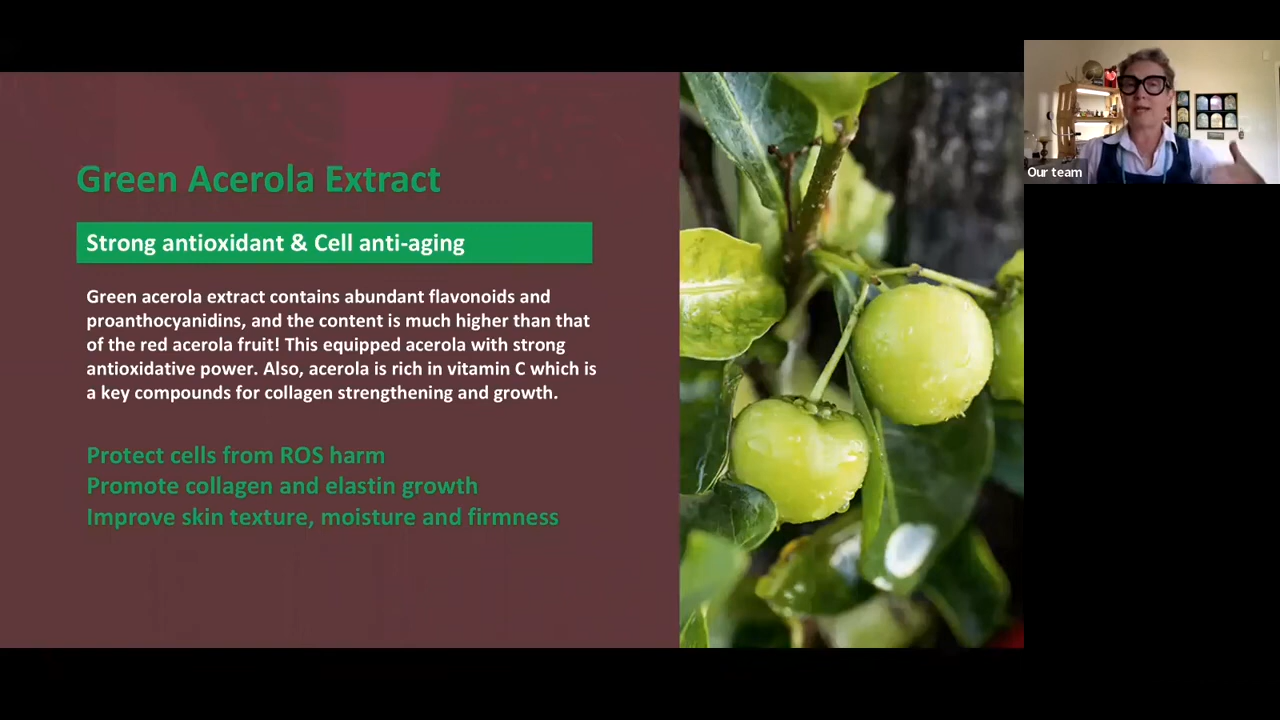 Green Acerola Extract
Strong antioxidant & Cell anti-aging
Green acerola extract contains abundant flavonoids and
proanthocyanidins, and the content is much higher than that
of the red acerola fruit! This equipped acerola with strong
antioxidative power. Also, acerola is rich in vitamin C which is
a key compounds for collagen strengthening and growth.
Protect cells from ROS harm
Promote collagen and elastin growth
Improve skin texture, moisture and firmness
Our team